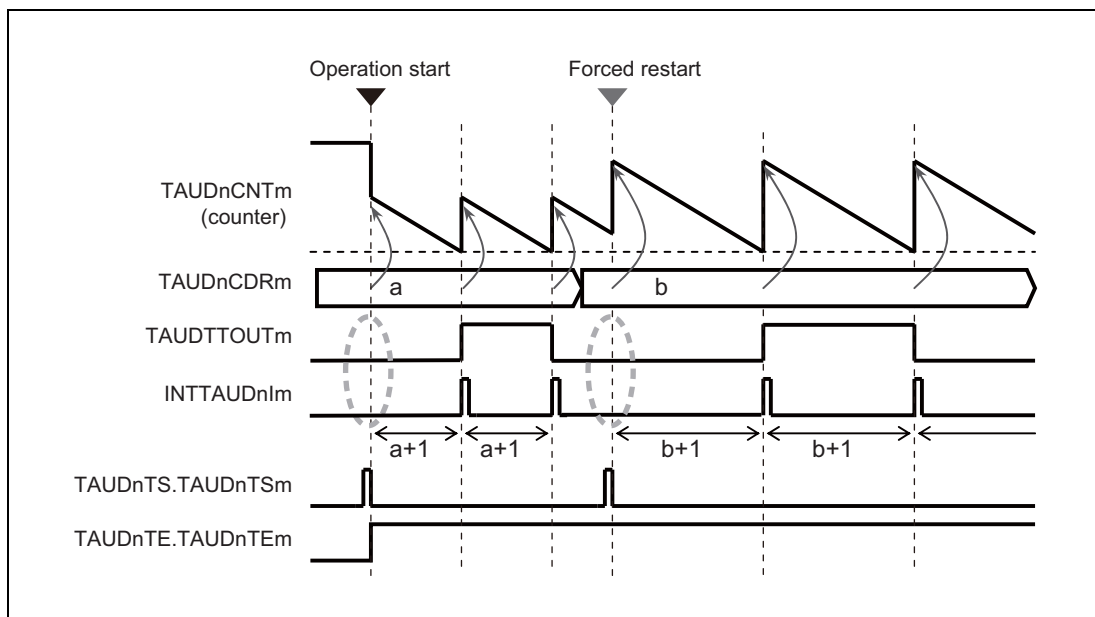 Operation start
Forced restart
TAUDnCNTm
(counter)
TAUDnCDRm
a
b
TAUDTTOUTm
INTTAUDnIm
a+1
a+1
b+1
b+1
TAUDnTS.TAUDnTSm
TAUDnTE.TAUDnTEm